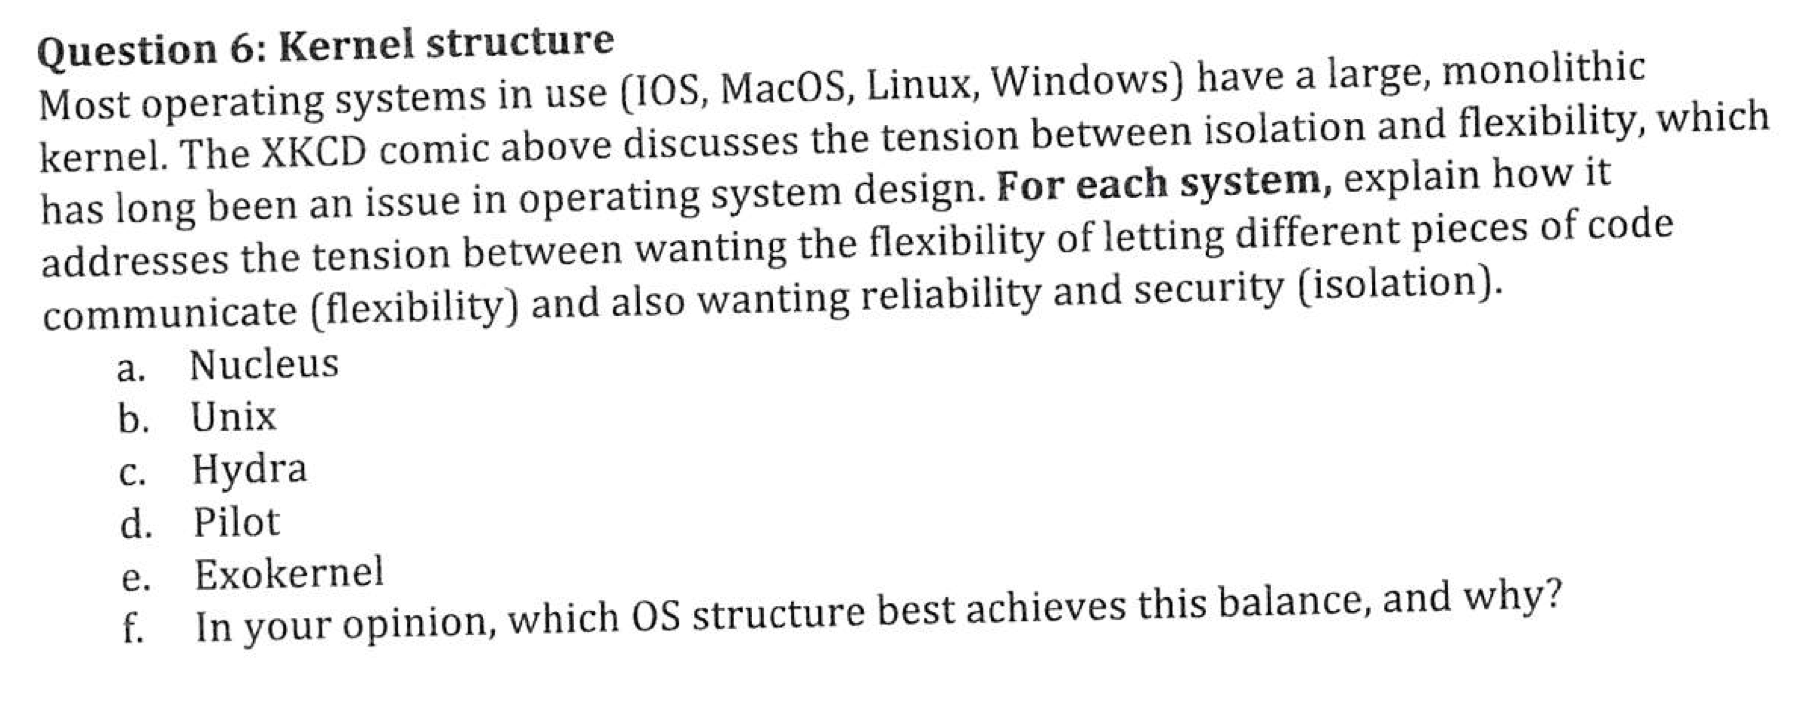 Question 6: Kernel structure
Most operating systems in use (IOS, MacOS, Linux, Windows) have a large, monolithic
kernel. The XKCD comic above discusses the tension between isolation and flexibility, which
has long been an issue in operating system design. For each system, explain how it
addresses the tension between wanting the flexibility of letting different pieces of code
communicate (flexibility) and also wanting reliability and security (isolation).
a. Nucleus
b. Unix
c. Hydra
d. Pilot
e. Exokernel
f. In your opinion, which OS structure best achieves this balance, and why?